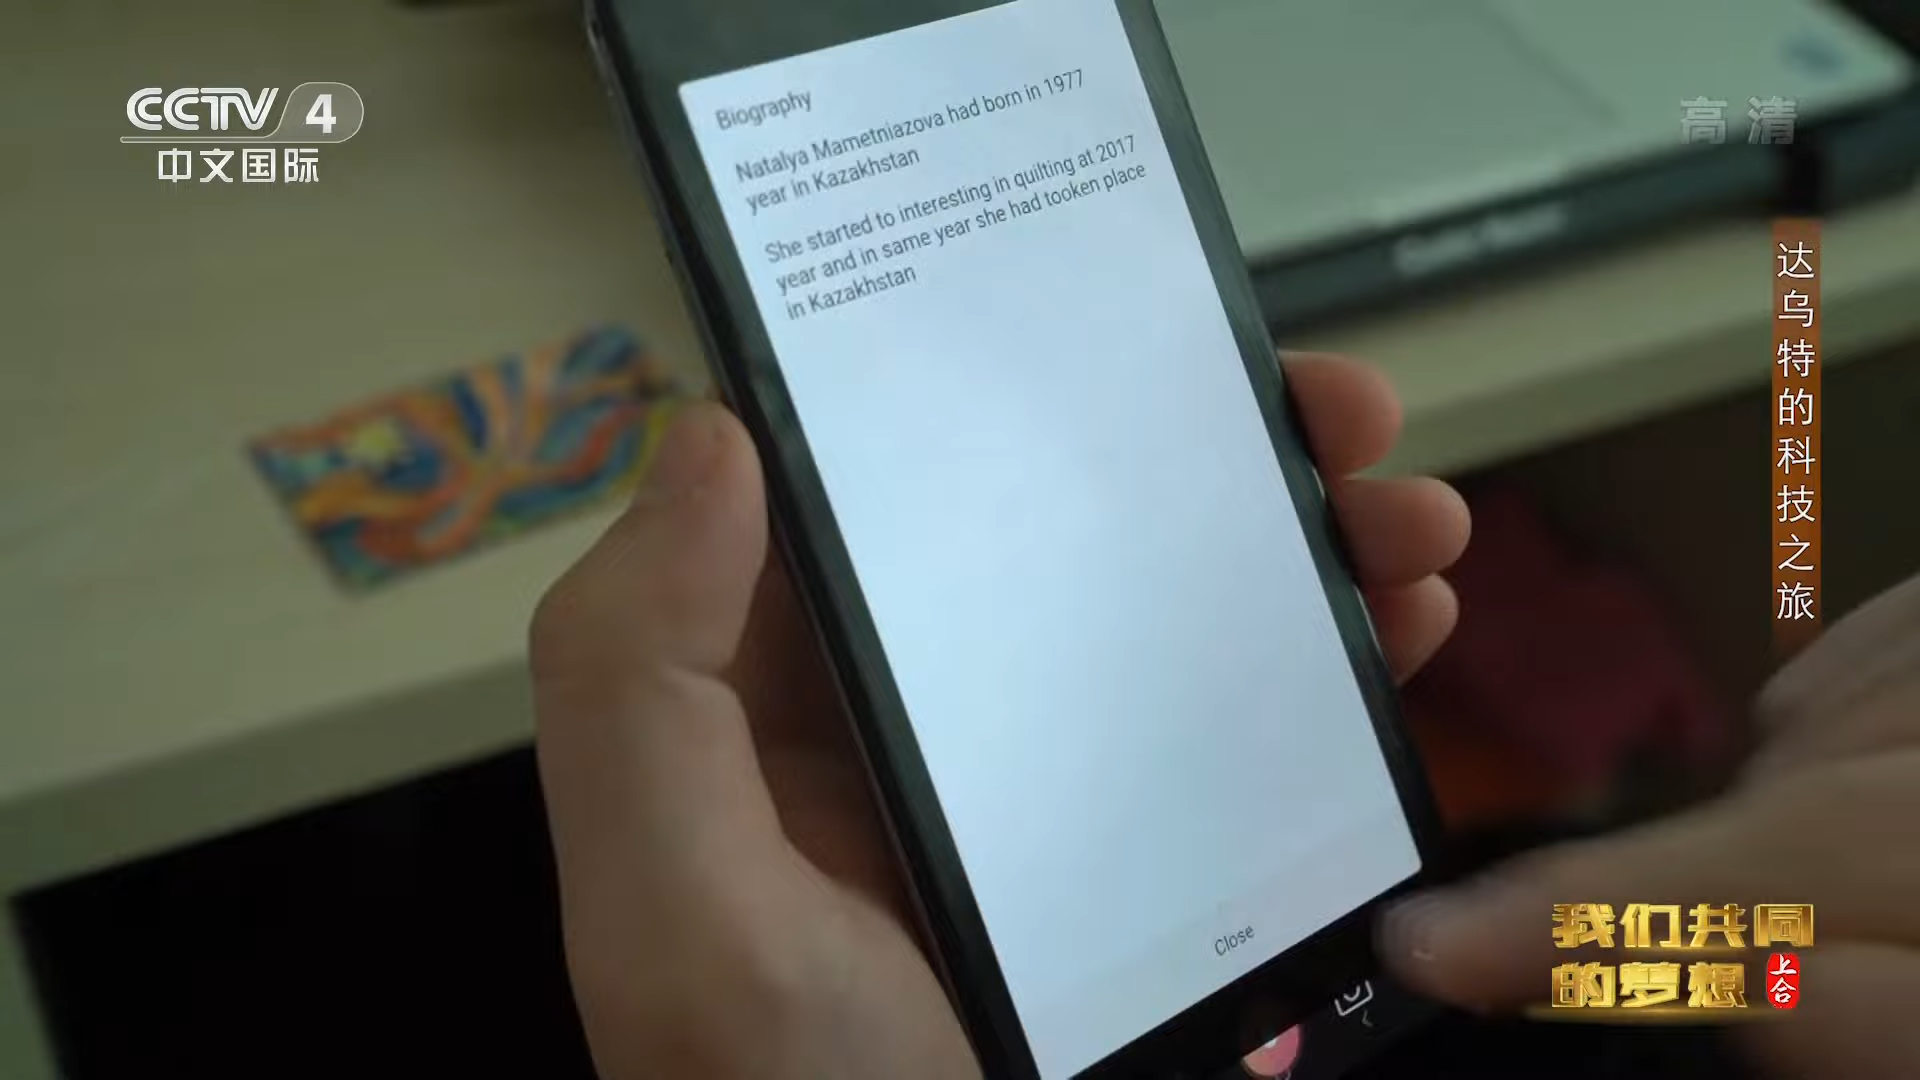 CCTV 4
中文国际
高清
Biography
Natalya Mametniazova had born in 1977
year in Kazakhstan
She started to interesting in quilting at 2017
year and in same year she had tooken place
in Kazakhstan
Close
达乌特的科技之旅
我们共同
的梦想
上合